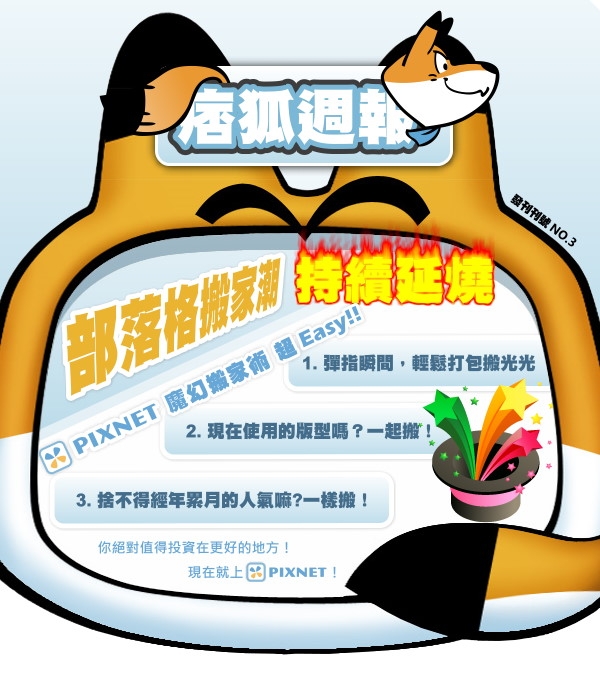 痞狐週報
發刊刊號 NO.3
部落格搬家潮
持續延燒
PIXNET 魔幻搬家術 超 Easy!!
1. 彈指瞬間，輕鬆打包搬光光
2. 現在使用的版型嗎？一起搬！
3. 捨不得經年累月的人氣嘛?一樣搬！
你絕對值得投資在更好的地方！
現在就上 PIXNET！